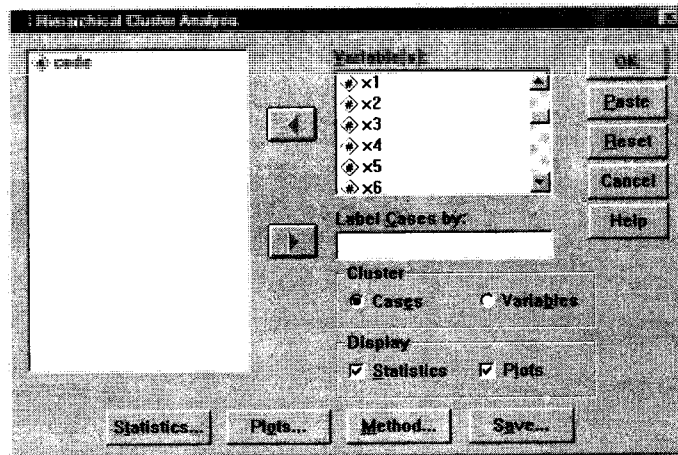 Hierarchical Cluster Analysis
code
Variable(s):
x1
x2
x3
x4
x5
x6
OK
Paste
Reset
Cancel
Help
Label Cases by:
Cluster
Cases
Variables
Display
Statistics
Plots
Statistics...
Plots...
Method...
Save...